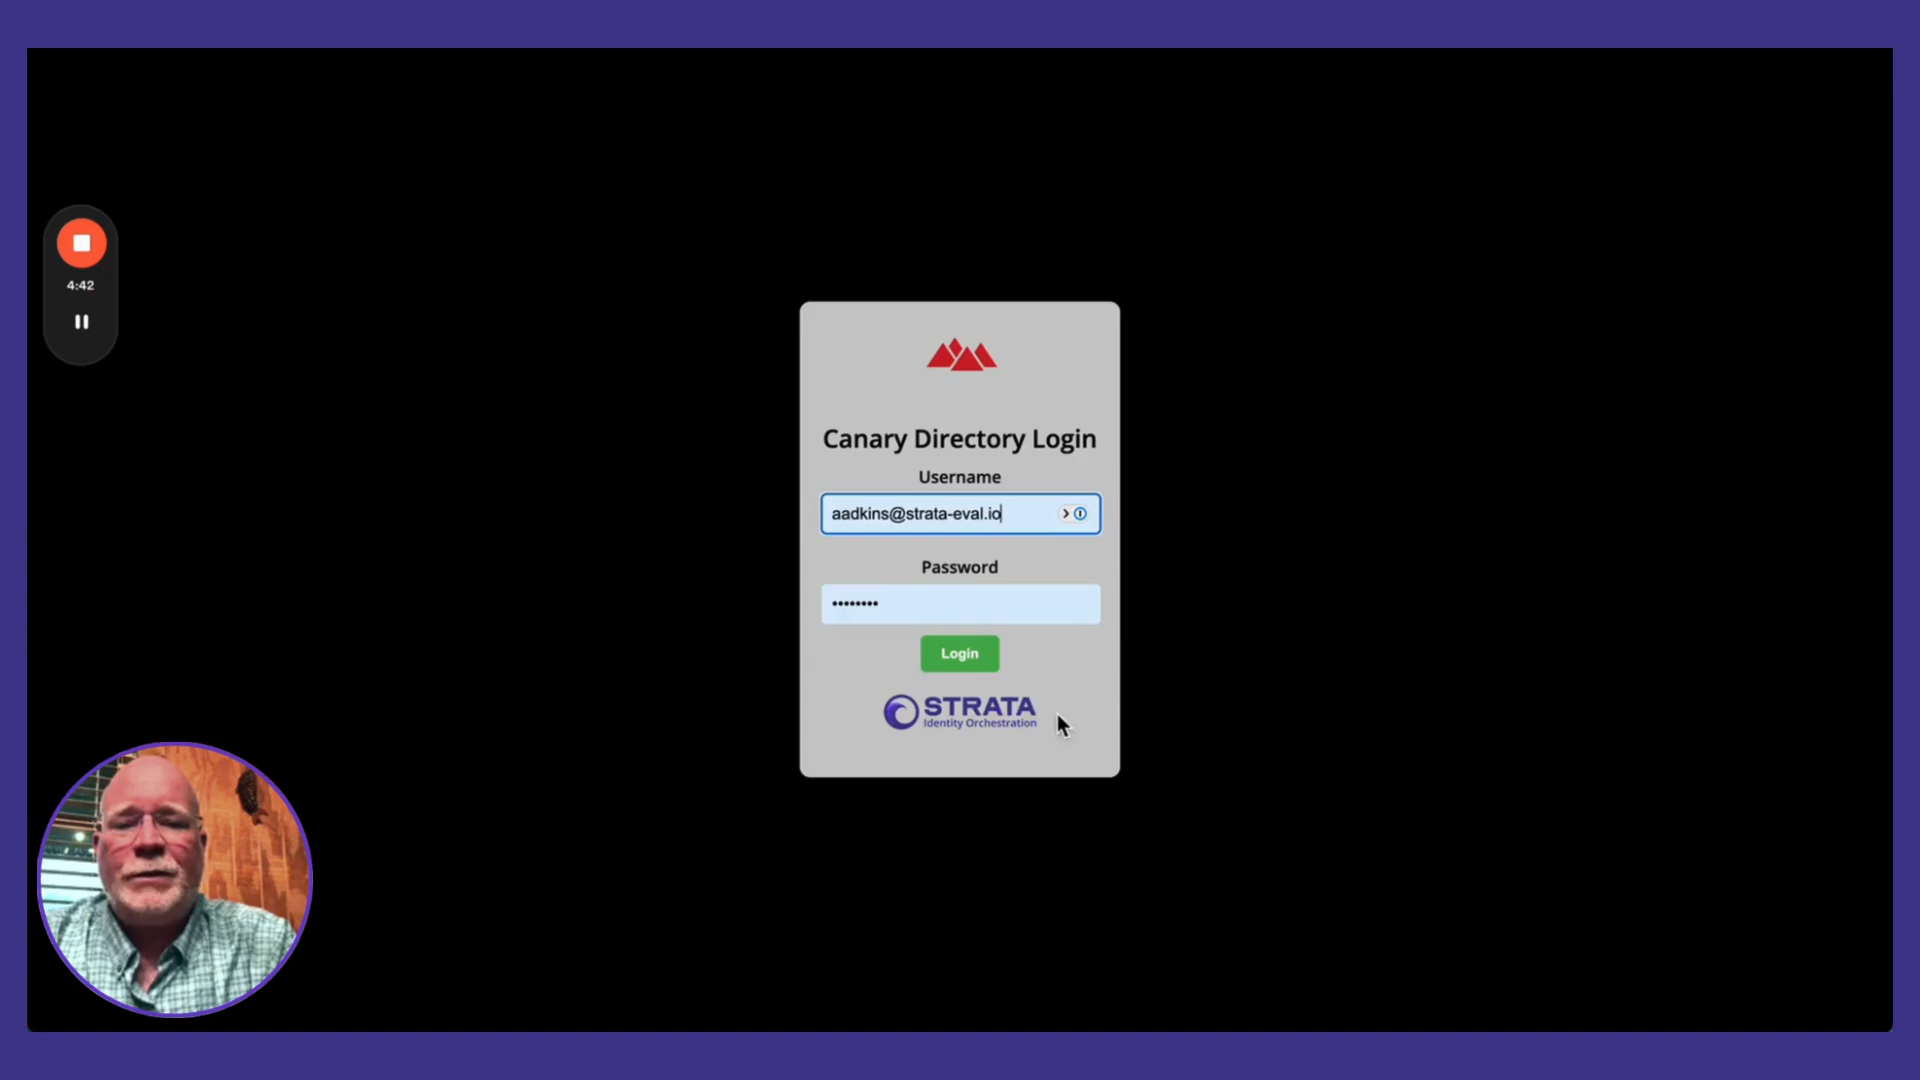 4:42
Canary Directory Login
Username
aadkins@strata-eval.io
Password
••••••••
Login
STRATA
Identity Orchestration